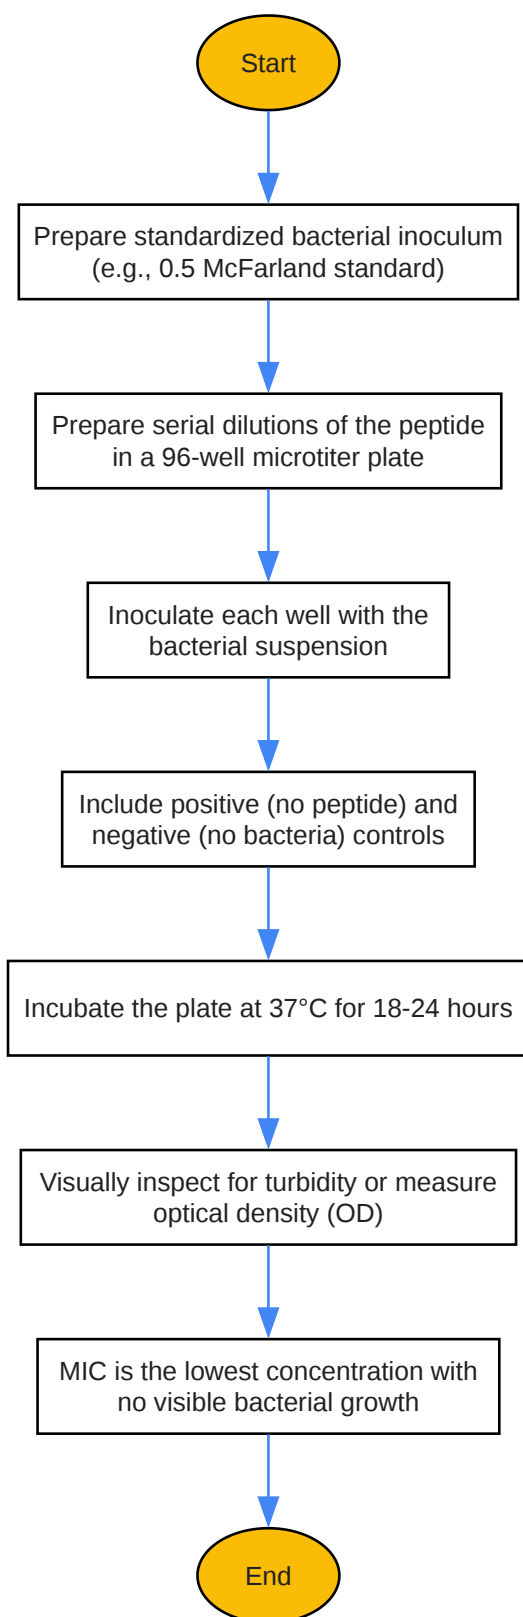 Start
Prepare standardized bacterial inoculum
(e.g., 0.5 McFarland standard)
Prepare serial dilutions of the peptide
in a 96-well microtiter plate
Inoculate each well with the
bacterial suspension
Include positive (no peptide) and
negative (no bacteria) controls
Incubate the plate at 37°C for 18-24 hours
Visually inspect for turbidity or measure
optical density (OD)
MIC is the lowest concentration with
no visible bacterial growth
End